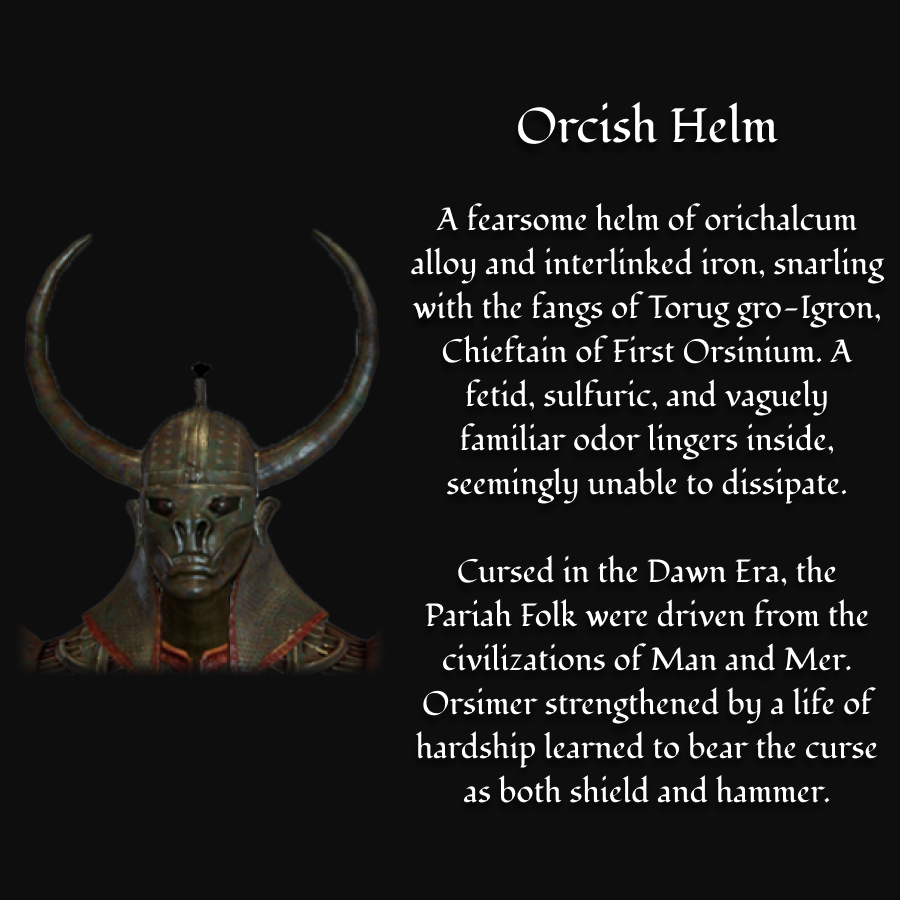 Orcish Helm
A fearsome helm of orichalcum
alloy and interlinked iron, snarling
with the fangs of Torug gro-Igron,
Chieftain of First Orsinium. A
fetid, sulfuric, and vaguely
familiar odor lingers inside,
seemingly unable to dissipate.
Cursed in the Dawn Era, the
Pariah Folk were driven from the
civilizations of Man and Mer.
Orsimer strengthened by a life of
hardship learned to bear the curse
as both shield and hammer.